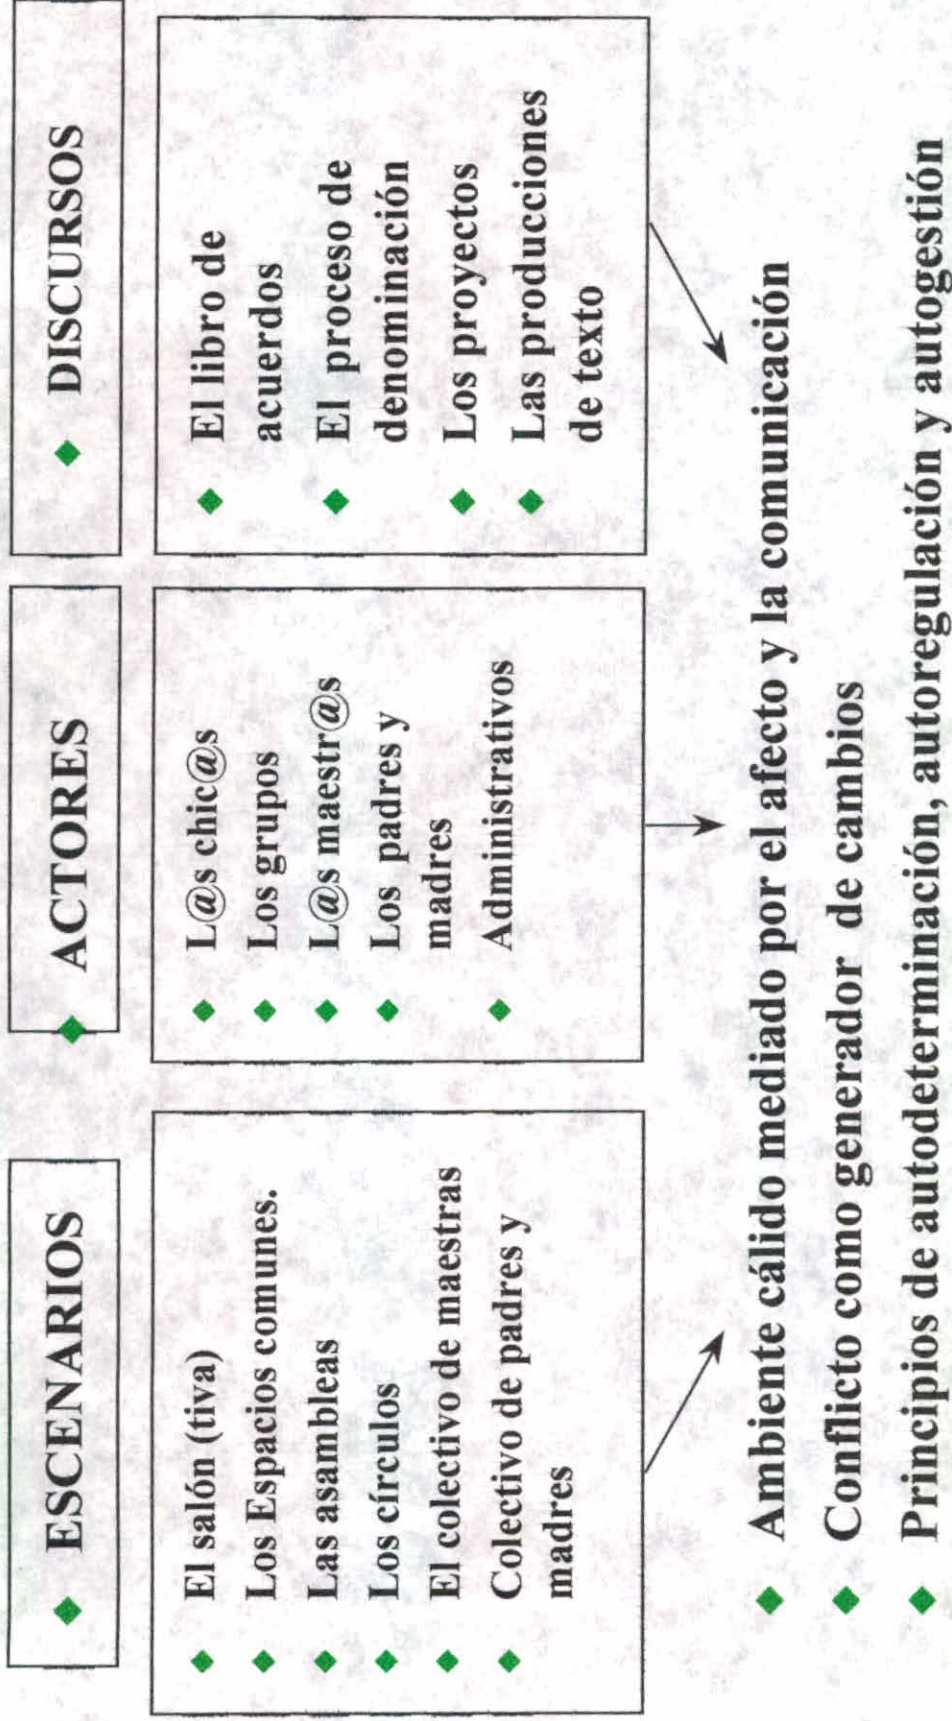 ESCENARIOS
El salón (tiva)
Los Espacios comunes.
Las asambleas
Los círculos
El colectivo de maestras
Colectivo de padres y
madres
ACTORES
L@s chic@s
Los grupos
L@s maestr@s
Los padres y
madres
Administrativos
DISCURSOS
El libro de
acuerdos
El proceso de
denominación
Los proyectos
Las producciones
de texto
Ambiente cálido mediado por el afecto y la comunicación
Conflicto como generador de cambios
Principios de autodeterminación, autoregulación y autogestión